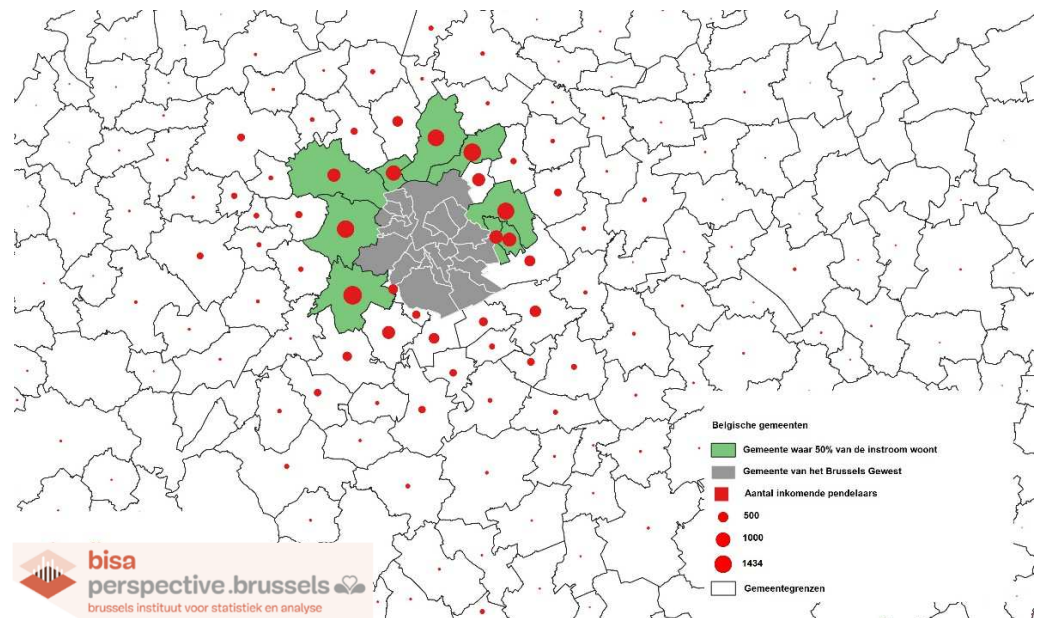 Belgische gemeenten
Gemeente waar 50% van de instroom woont
Gemeente van het Brussels Gewest
Aantal inkomende pendelaars
500
1000
1434
Gemeentegrenzen
bisa
perspective.brussels
brussels instituut voor statistiek en analyse